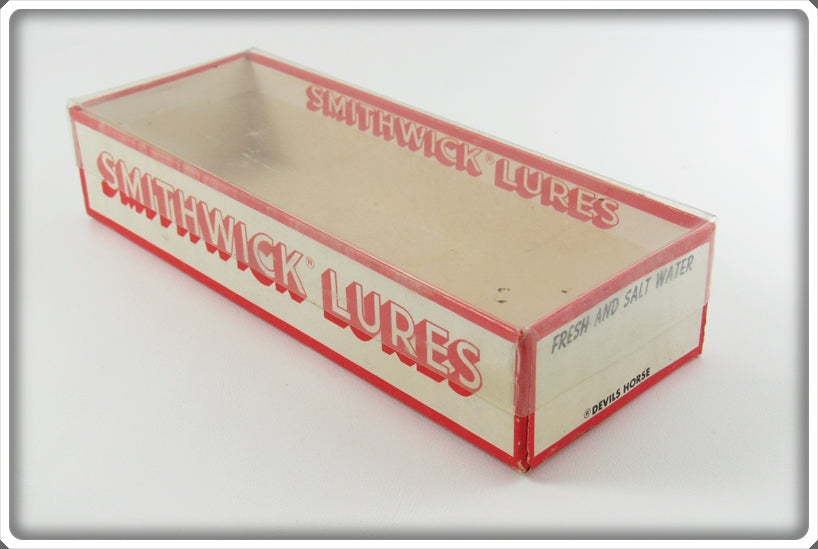 SMITHWICK® LURES
SMITHWICK® LURES
FRESH AND SALT WATER
® DEVILS HORSE